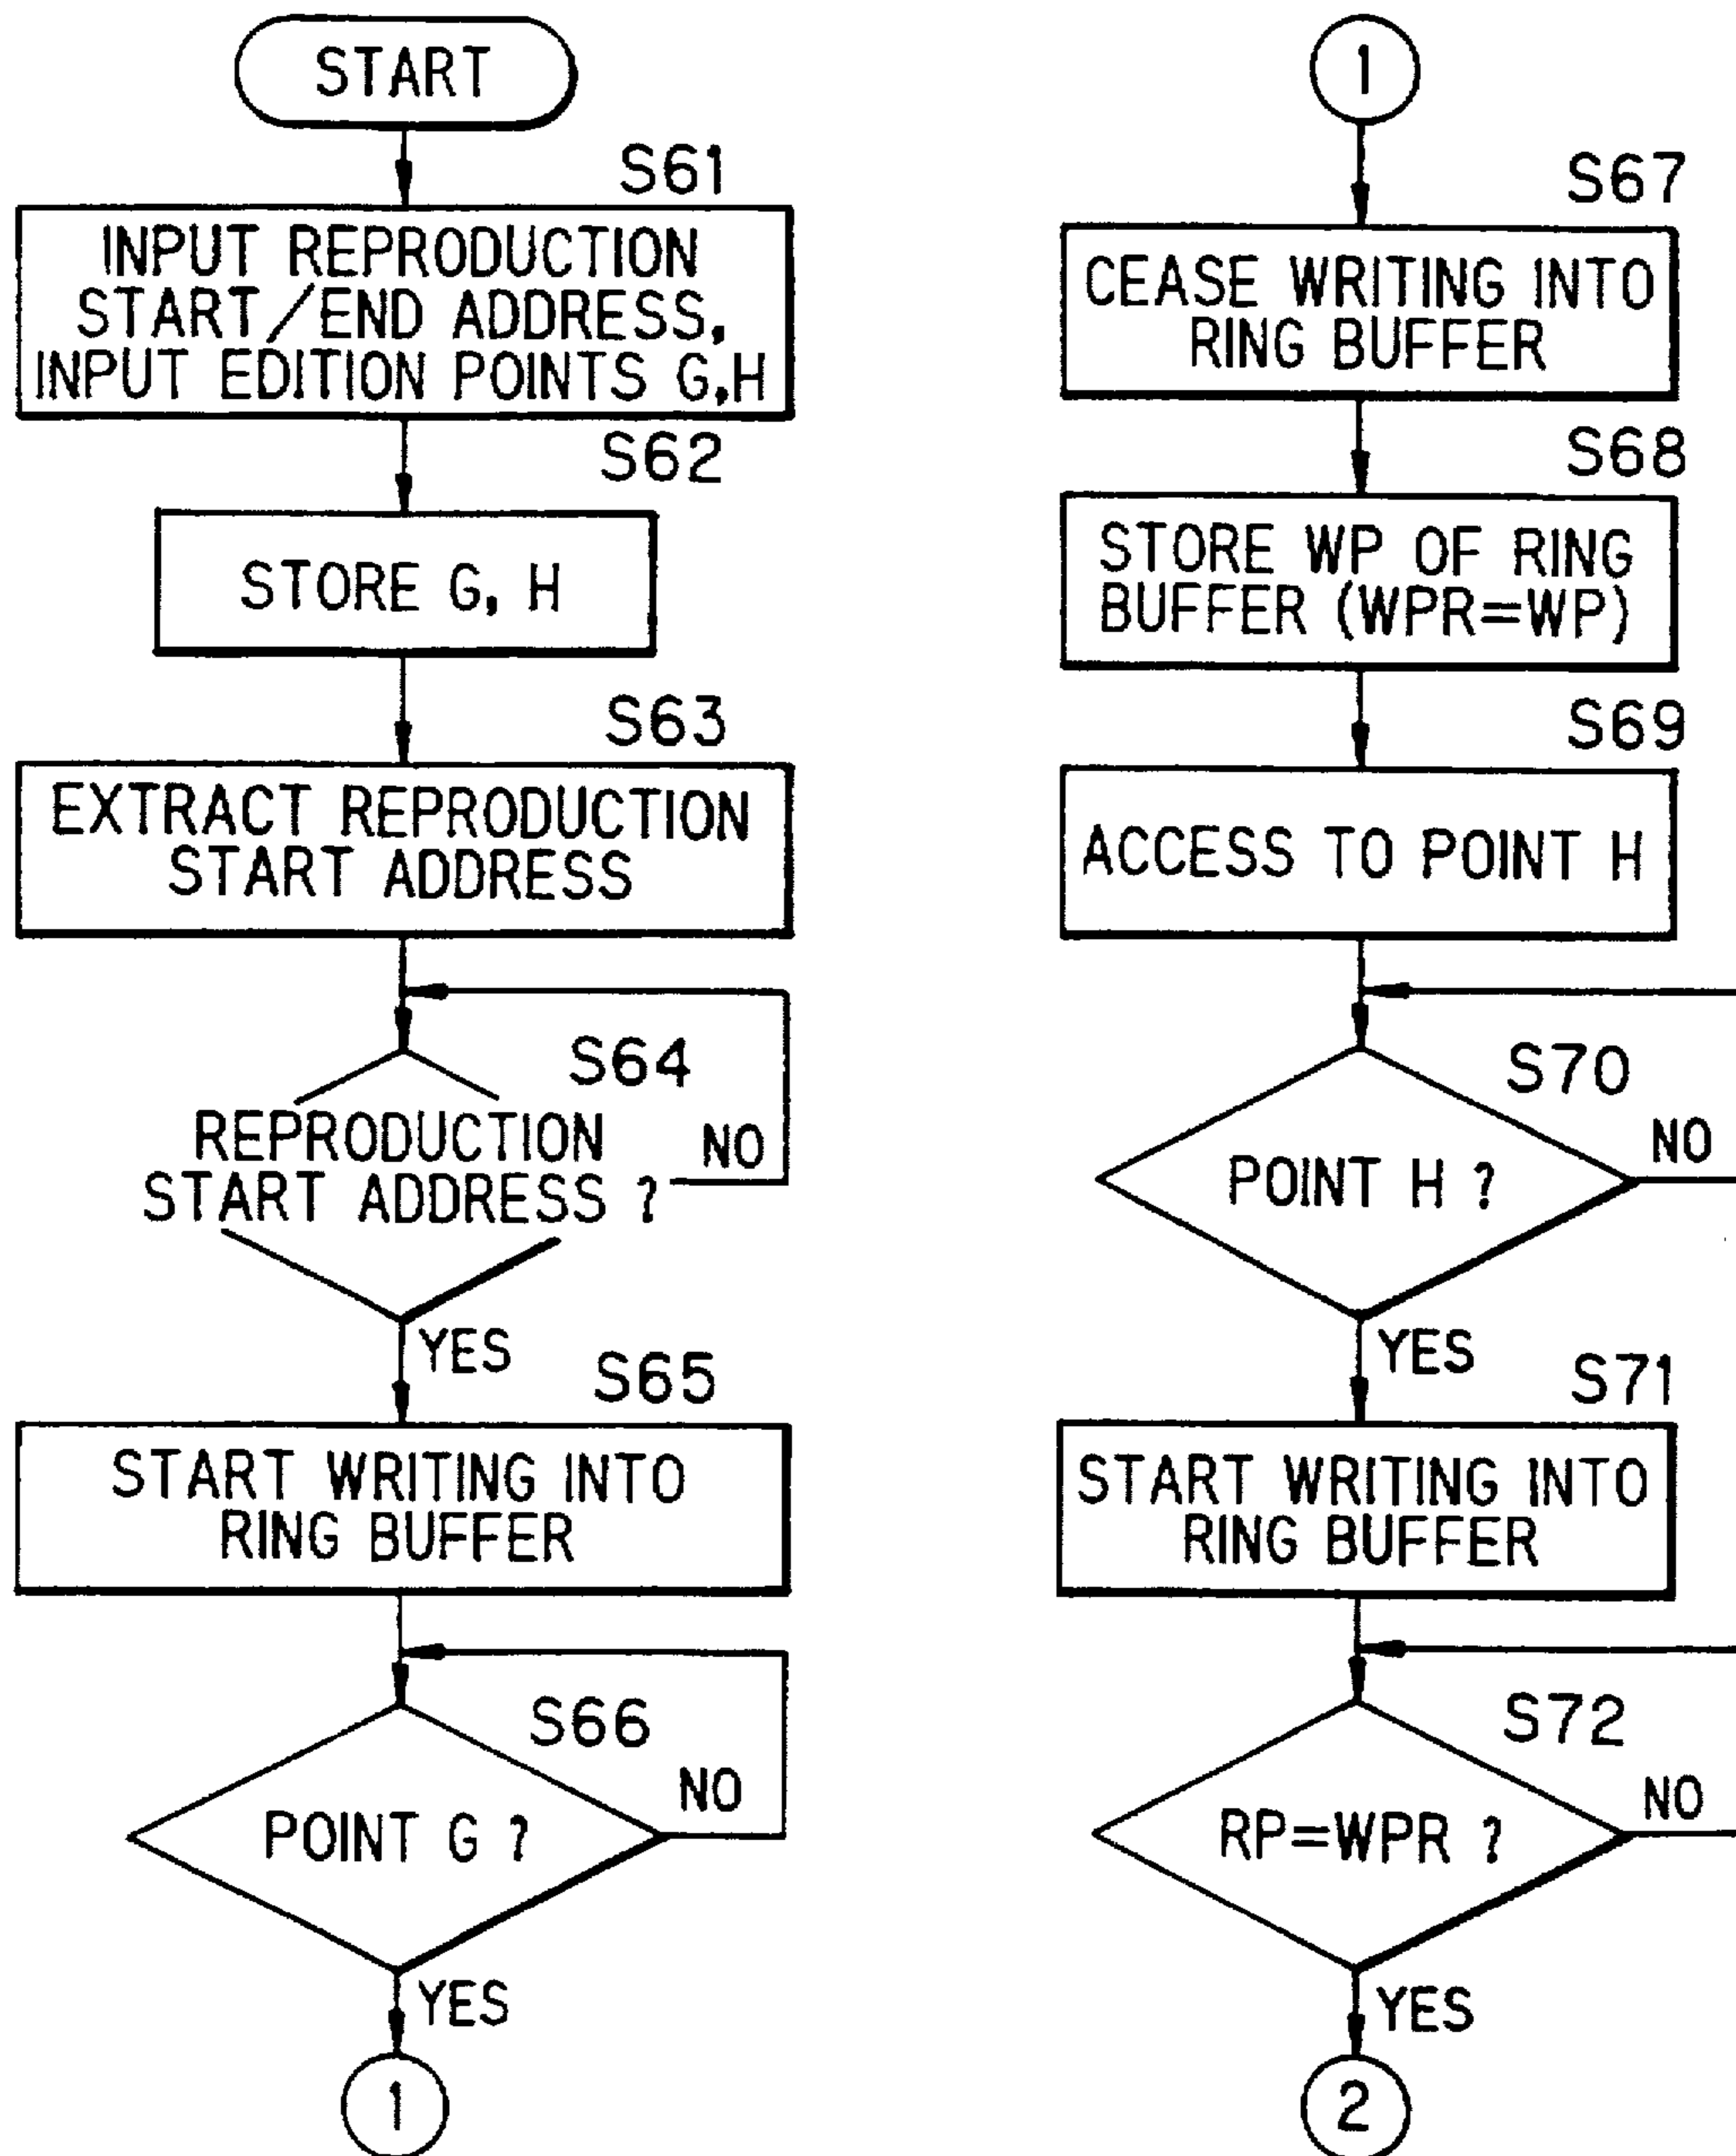 START
S61
INPUT REPRODUCTION
START/END ADDRESS,
INPUT EDITION POINTS G,H
S62
STORE G, H
S63
EXTRACT REPRODUCTION
START ADDRESS
S64
REPRODUCTION
START ADDRESS ?
NO
YES
S65
START WRITING INTO
RING BUFFER
S66
POINT G ?
NO
YES
1
1
S67
CEASE WRITING INTO
RING BUFFER
S68
STORE WP OF RING
BUFFER (WPR=WP)
S69
ACCESS TO POINT H
S70
POINT H ?
NO
YES
S71
START WRITING INTO
RING BUFFER
S72
RP=WPR ?
NO
YES
2